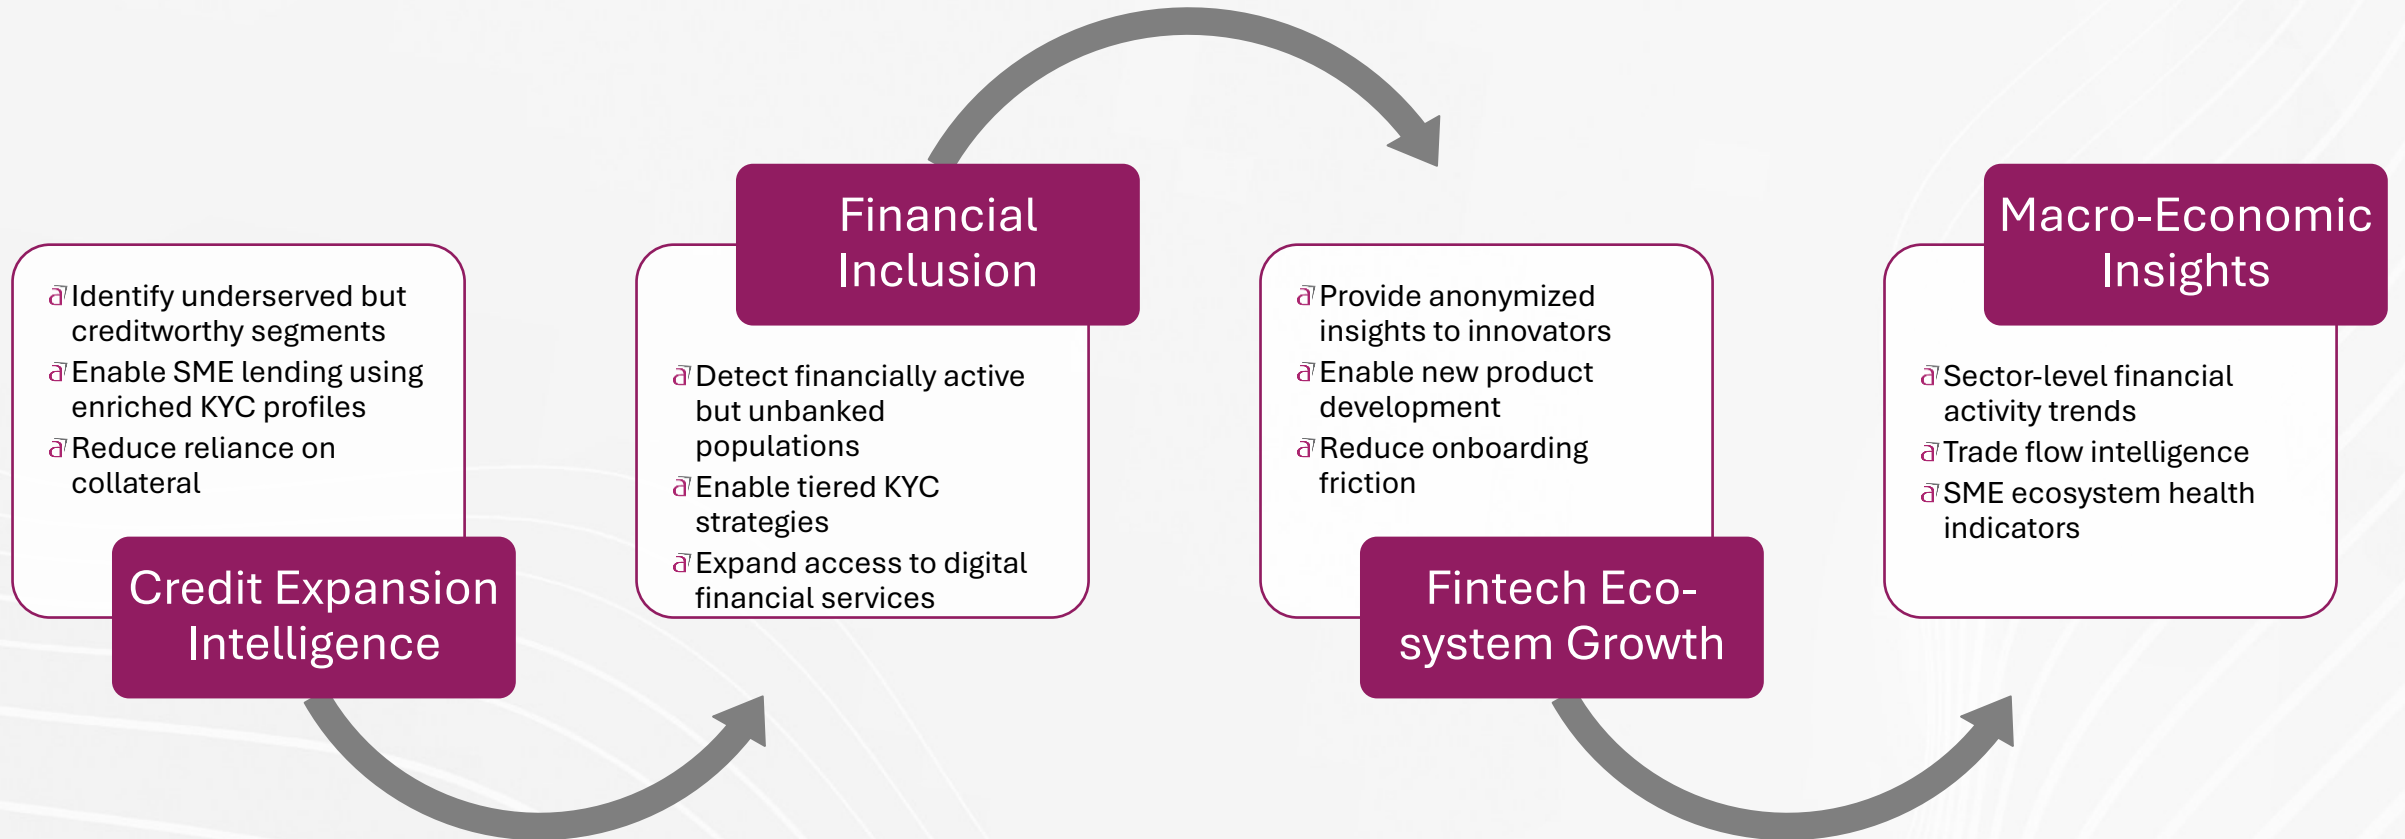 Identify underserved but
creditworthy segments
Enable SME lending using
enriched KYC profiles
Reduce reliance on
collateral
Credit Expansion
Intelligence
Financial
Inclusion
Detect financially active
but unbanked
populations
Enable tiered KYC
strategies
Expand access to digital
financial services
Provide anonymized
insights to innovators
Enable new product
development
Reduce onboarding
friction
Fintech Eco-
system Growth
Macro-Economic
Insights
Sector-level financial
activity trends
Trade flow intelligence
SME ecosystem health
indicators